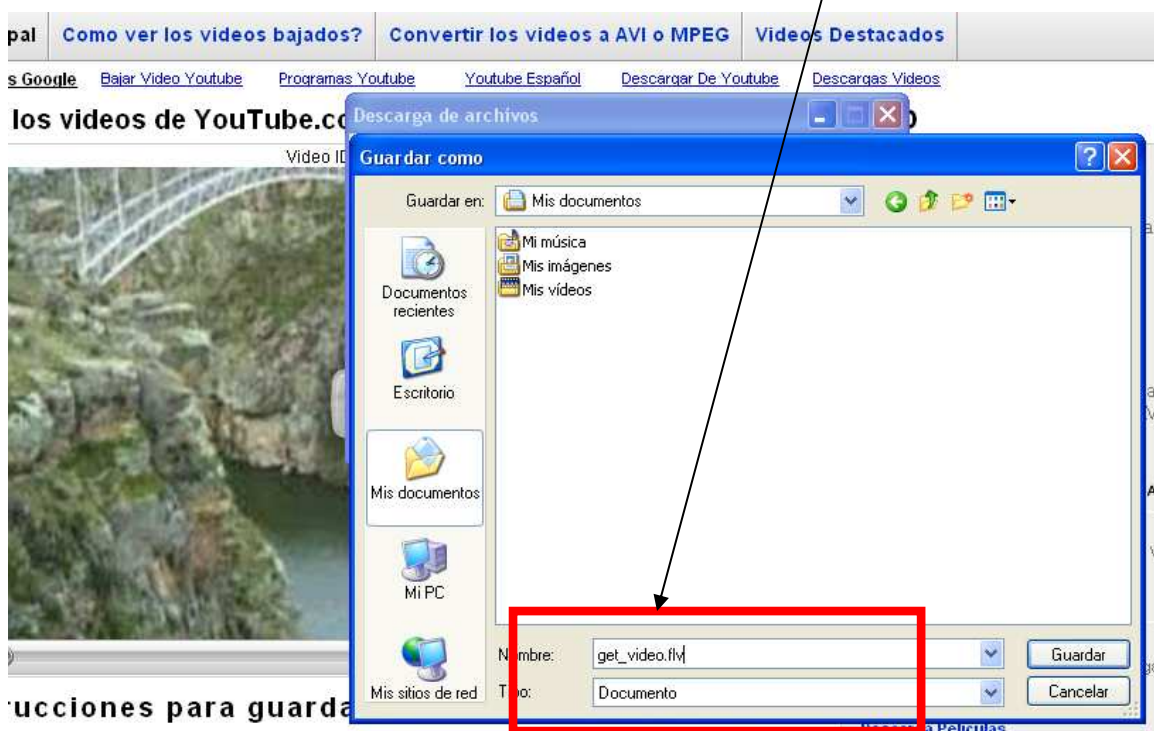 pal Como ver los videos bajados? Convertir los videos a AVI o MPEG Videos Destacados
s Google Bajar Video Youtube Programas Youtube Youtube Español Descargar De Youtube Descargas Videos
los videos de YouTube.co
Descarga de archivos
Video ID
Guardar como
Guardar en: Mis documentos
Mi música
Mis imágenes
Mis vídeos
Documentos
recientes
Escritorio
Mis documentos
Mi PC
Mis sitios de red
Nombre: get_video.flv Guardar
Tipo: Documento Cancelar
ucciones para guarda
Películas